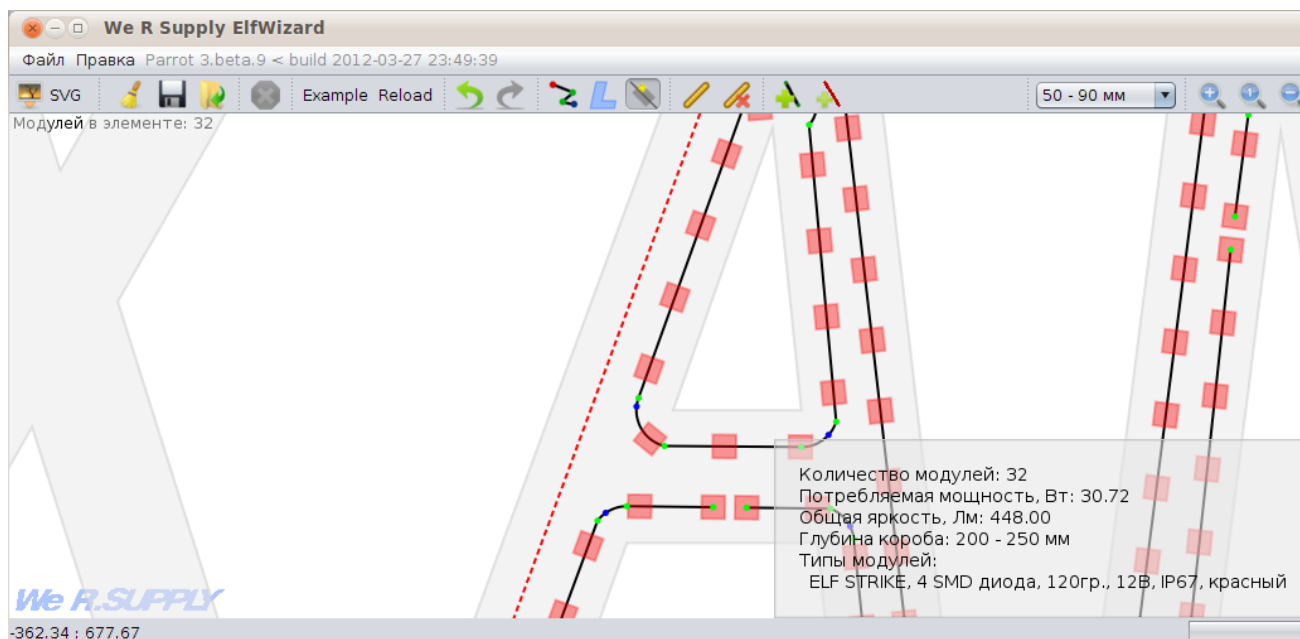 We R Supply ElfWizard
Файл Правка Parrot 3.beta.9 < build 2012-03-27 23:49:39
SVG Example Reload 50 - 90 мм
Модулей в элементе: 32
Количество модулей: 32
Потребляемая мощность, Вт: 30.72
Общая яркость, Лм: 448.00
Глубина короба: 200 - 250 мм
Типы модулей:
ELF STRIKE, 4 SMD диода, 120гр., 12В, IP67, красный
We R.SUPPLY
-362.34 : 677.67